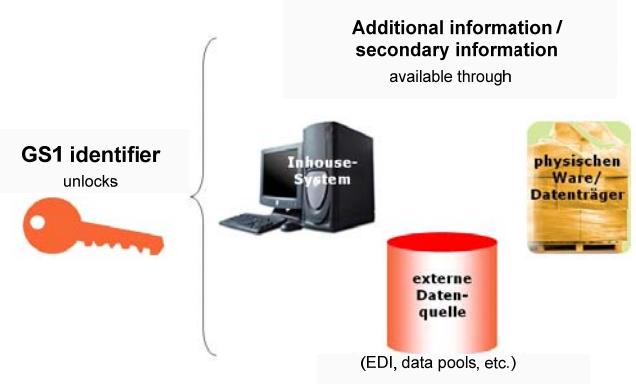 Additional information /
secondary information
available through
GS1 identifier
unlocks
Inhouse-
System
physischen
Ware/
Datenträger
externe
Daten-
quelle
(EDI, data pools, etc.)